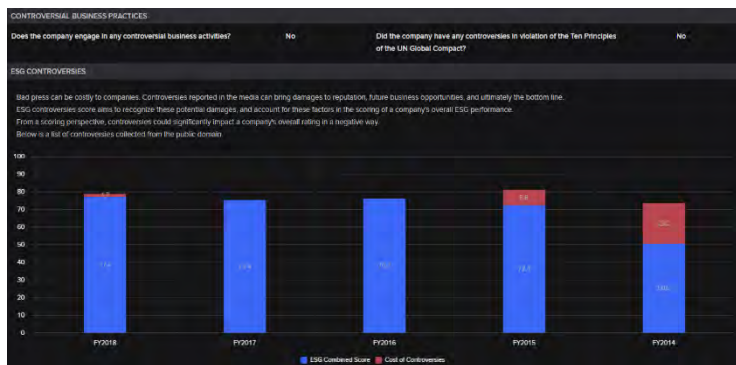 CONTROVERSIAL BUSINESS PRACTICES
Does the company engage in any controversial business activities? No Did the company have any controversies in violation of the Ten Principles of the UN Global Compact? No
ESG CONTROVERSIES
Bad press can be costly to companies. Controversies reported in the media can bring damages to reputation, future business opportunities, and ultimately the bottom line.
ESG controversies score aims to recognize these potential damages, and account for these factors in the scoring of a company's overall ESG performance.
From a scoring perspective, controversies could significantly impact a company's overall rating in a negative way.
Below is a list of controversies collected from the public domain
100
90
80
70
60
50
40
30
20
10
0
FY2018 FY2017 FY2016 FY2015 FY2014
ESG Combined Score Cost of Controversies